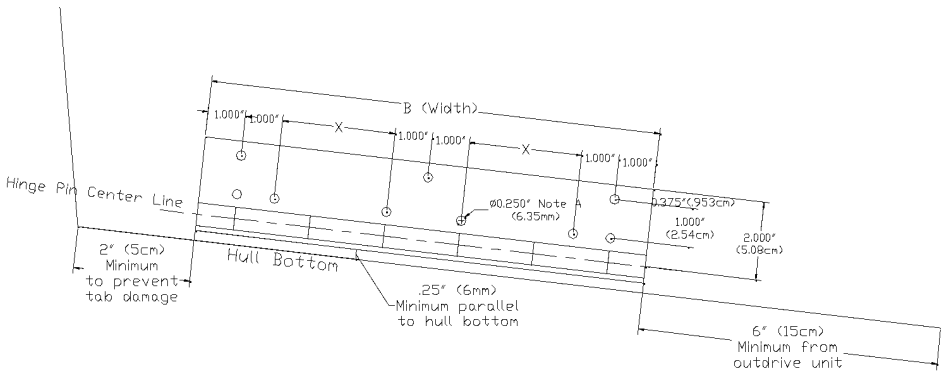 B (Width)
1.000"
1.000"
X
1.000"
1.000"
X
1.000"
1.000"
Hinge Pin Center Line
Ø0.250" Note A
(6.35mm)
0.375"(.953cm)
1.000"
(2.54cm)
2.000"
(5.08cm)
2" (5cm)
Minimum
to prevent
tab damage
Hull Bottom
.25" (6mm)
Minimum parallel
to hull bottom
6" (15cm)
Minimum from
outdrive unit